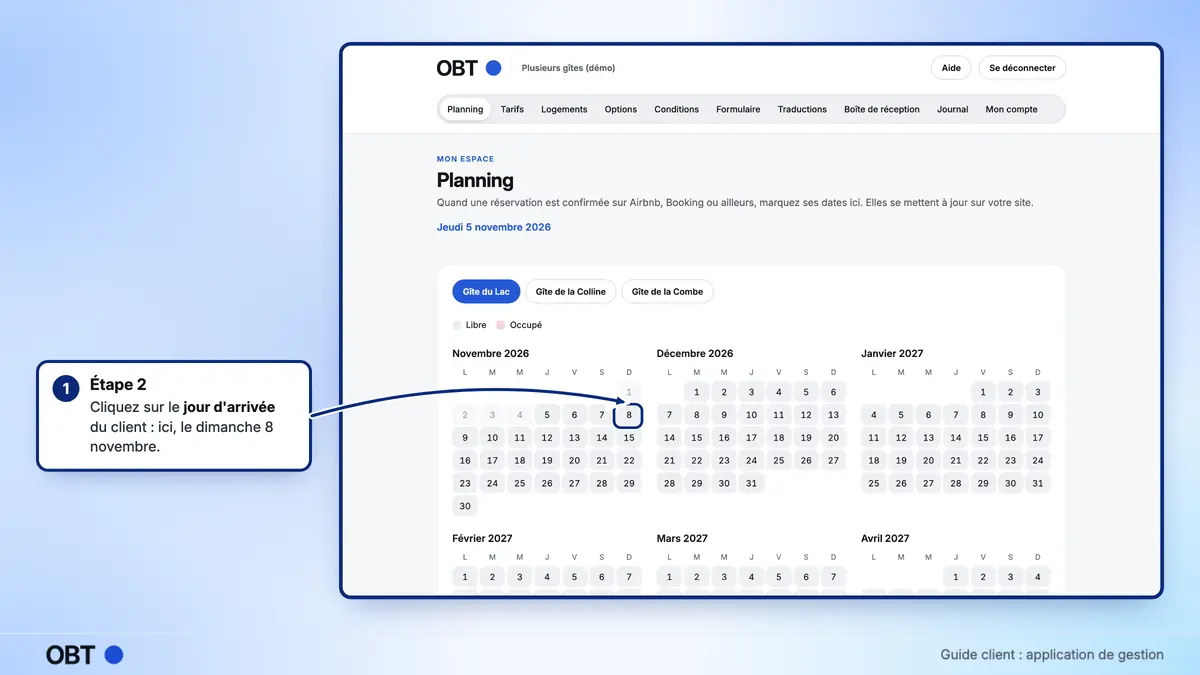 OBT
Plusieurs gîtes (démo)
Aide
Se déconnecter
Planning Tarifs Logements Options Conditions Formulaire Traductions Boîte de réception Journal Mon compte
MON ESPACE
Planning
Quand une réservation est confirmée sur Airbnb, Booking ou ailleurs, marquez ses dates ici. Elles se mettent à jour sur votre site.
Jeudi 5 novembre 2026
Gîte du Lac Gîte de la Colline Gîte de la Combe
Libre Occupé
Novembre 2026
L M M J V S D
1
2 3 4 5 6 7 8
9 10 11 12 13 14 15
16 17 18 19 20 21 22
23 24 25 26 27 28 29
30
Décembre 2026
L M M J V S D
1 2 3 4 5 6
7 8 9 10 11 12 13
14 15 16 17 18 19 20
21 22 23 24 25 26 27
28 29 30 31
Janvier 2027
L M M J V S D
1 2 3
4 5 6 7 8 9 10
11 12 13 14 15 16 17
18 19 20 21 22 23 24
25 26 27 28 29 30 31
Février 2027
L M M J V S D
1 2 3 4 5 6 7
Mars 2027
L M M J V S D
1 2 3 4 5 6 7
Avril 2027
L M M J V S D
1 2 3 4
1
Étape 2
Cliquez sur le jour d'arrivée
du client : ici, le dimanche 8
novembre.
OBT
Guide client : application de gestion